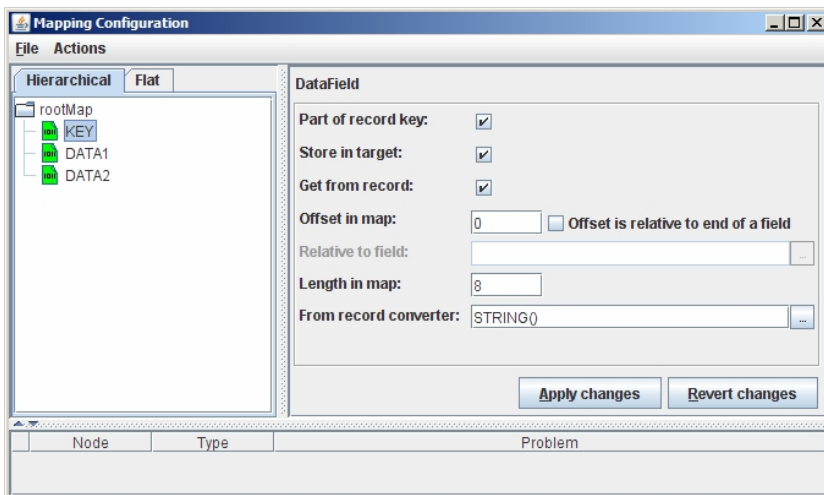 Mapping Configuration
File Actions
Hierarchical Flat
rootMap
KEY
DATA1
DATA2
DataField
Part of record key:
Store in target:
Get from record:
Offset in map: 0 Offset is relative to end of a field
Relative to field: ...
Length in map: 8
From record converter: STRING() ...
Apply changes Revert changes
Node Type Problem